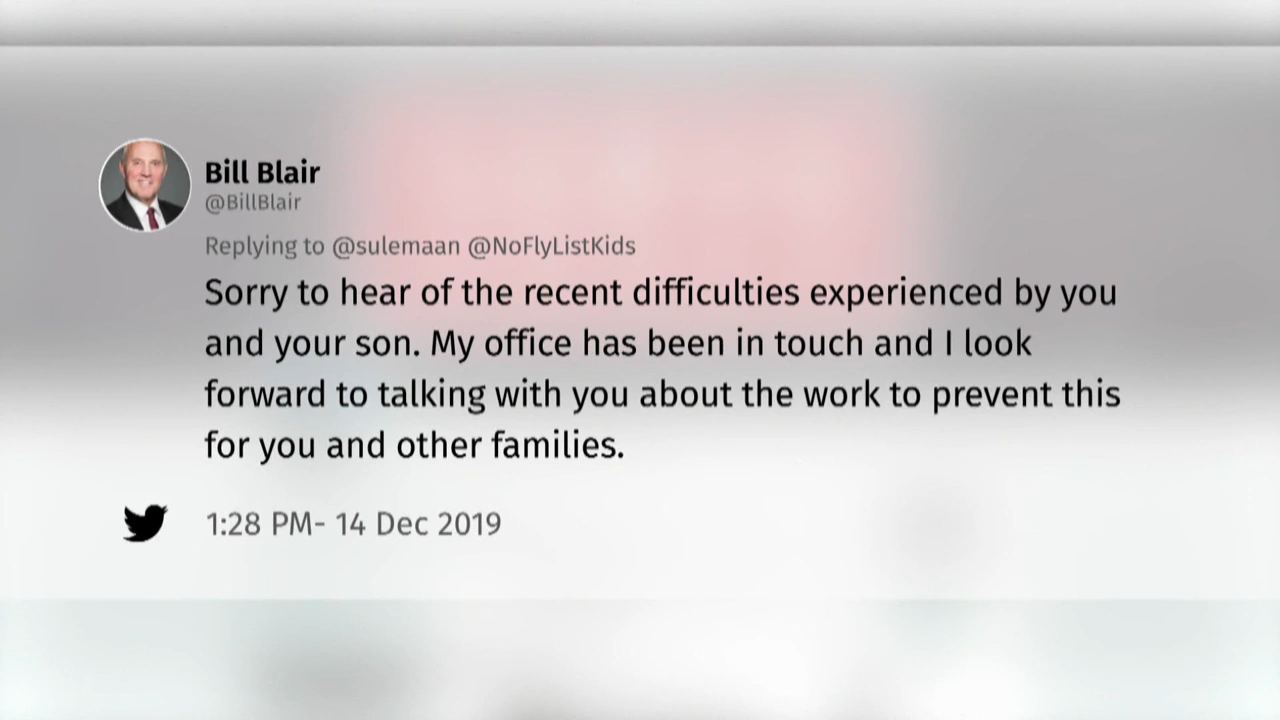 Bill Blair
@BillBlair
Replying to @sulemaan @NoFlyListKids
Sorry to hear of the recent difficulties experienced by you
and your son. My office has been in touch and I look
forward to talking with you about the work to prevent this
for you and other families.
1:28 PM- 14 Dec 2019